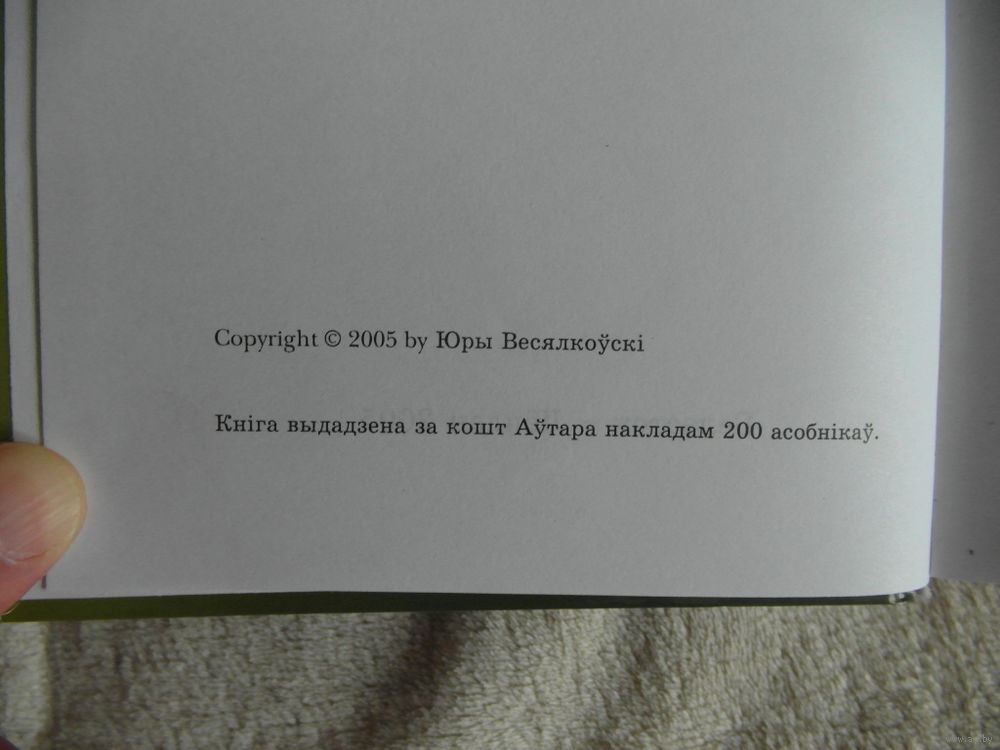 Copyright © 2005 by Юры Весялкоўскі
Кніга выдадзена за кошт Аўтара накладам 200 асобнікаў.